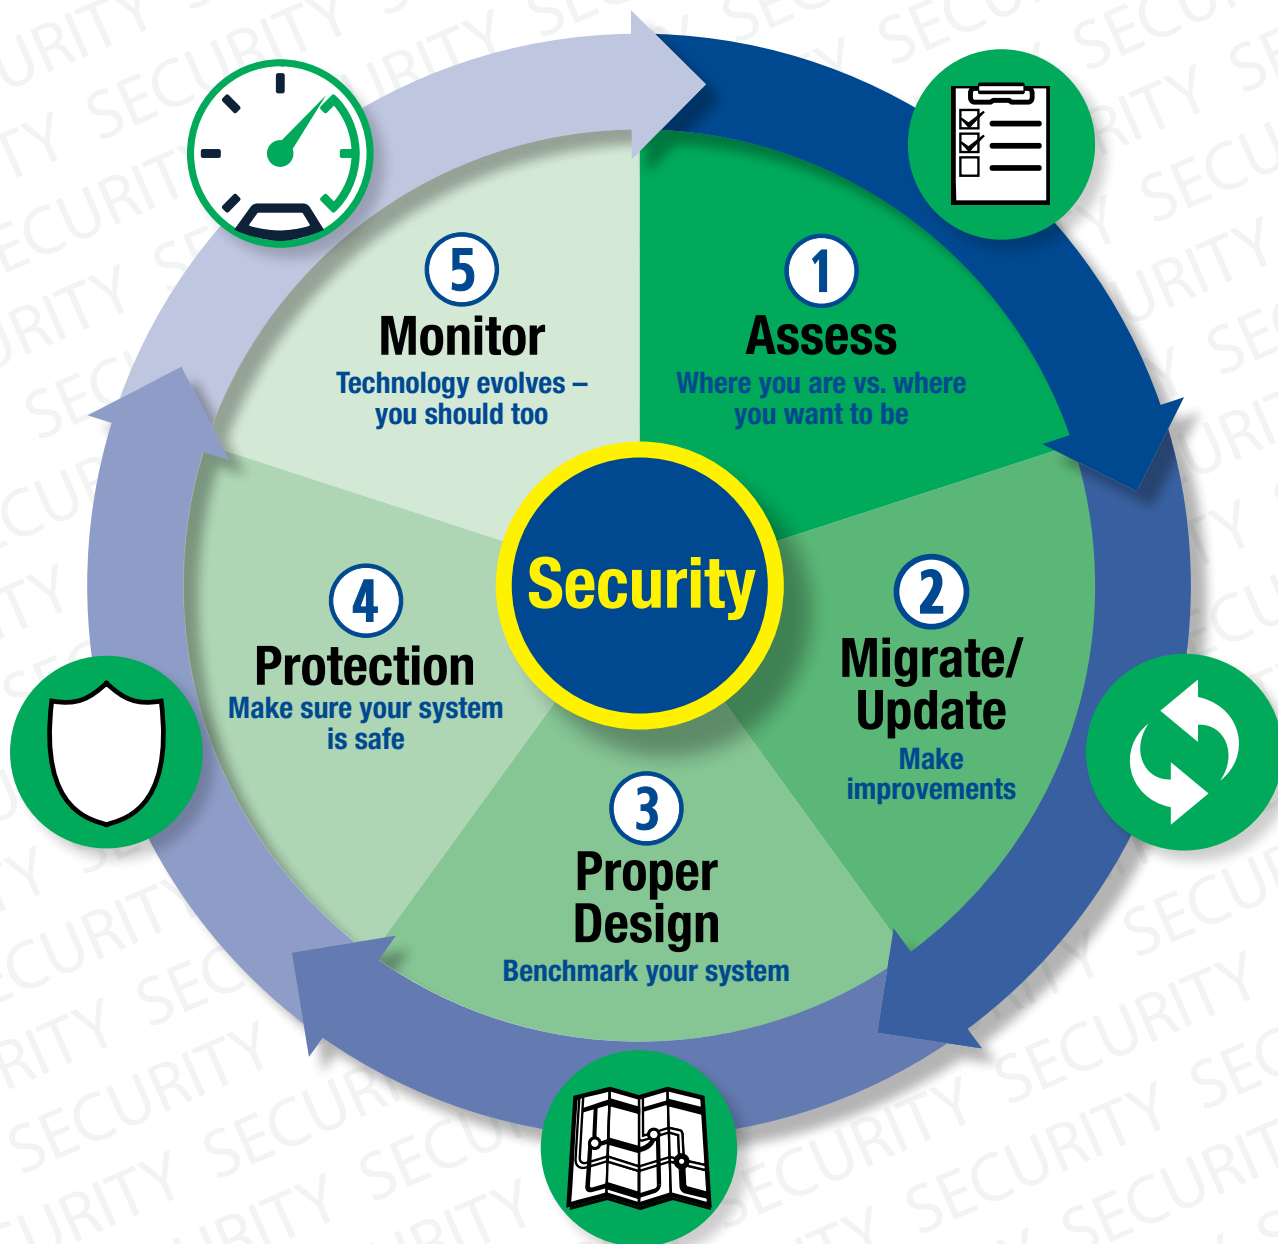 1
Assess
Where you are vs. where
you want to be
2
Migrate/
Update
Make
improvements
3
Proper
Design
Benchmark your system
4
Protection
Make sure your system
is safe
5
Monitor
Technology evolves –
you should too
Security